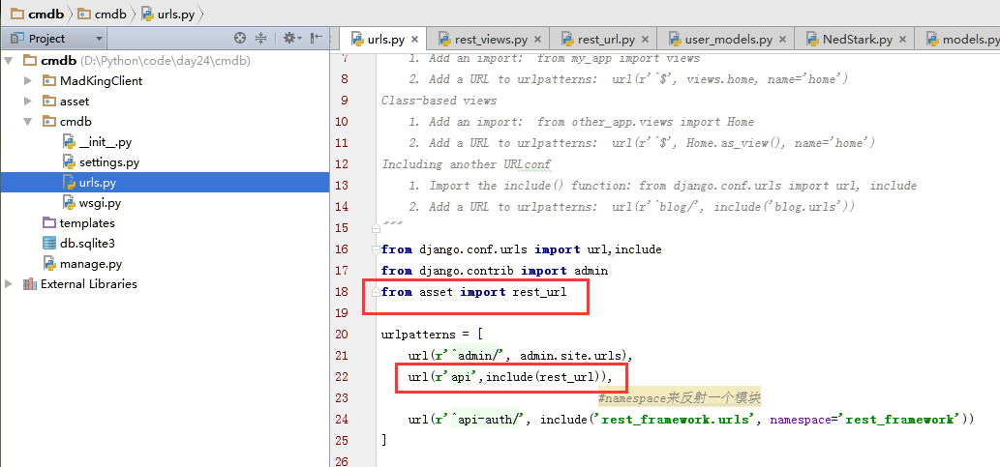 cmdb cmdb urls.py
Project
urls.py rest_views.py rest_url.py user_models.py NedStark.py models.py
cmdb (D:\Python\code\day24\cmdb)
MadKingClient
asset
cmdb
__init__.py
settings.py
urls.py
wsgi.py
templates
db.sqlite3
manage.py
External Libraries
7 1. Add an import:  from my_app import views
8 2. Add a URL to urlpatterns:  url(r'^$', views.home, name='home')
9 Class-based views
10 1. Add an import:  from other_app.views import Home
11 2. Add a URL to urlpatterns:  url(r'^$', Home.as_view(), name='home')
12 Including another URLconf
13 1. Import the include() function: from django.conf.urls import url, include
14 2. Add a URL to urlpatterns:  url(r'^blog/', include('blog.urls'))
15 """
16 from django.conf.urls import url,include
17 from django.contrib import admin
18 from asset import rest_url
19
20 urlpatterns = [
21 url(r'^admin/', admin.site.urls),
22 url(r'api',include(rest_url)),
23 #namespace来反射一个模块
24 url(r'^api-auth/', include('rest_framework.urls', namespace='rest_framework'))
25 ]
26